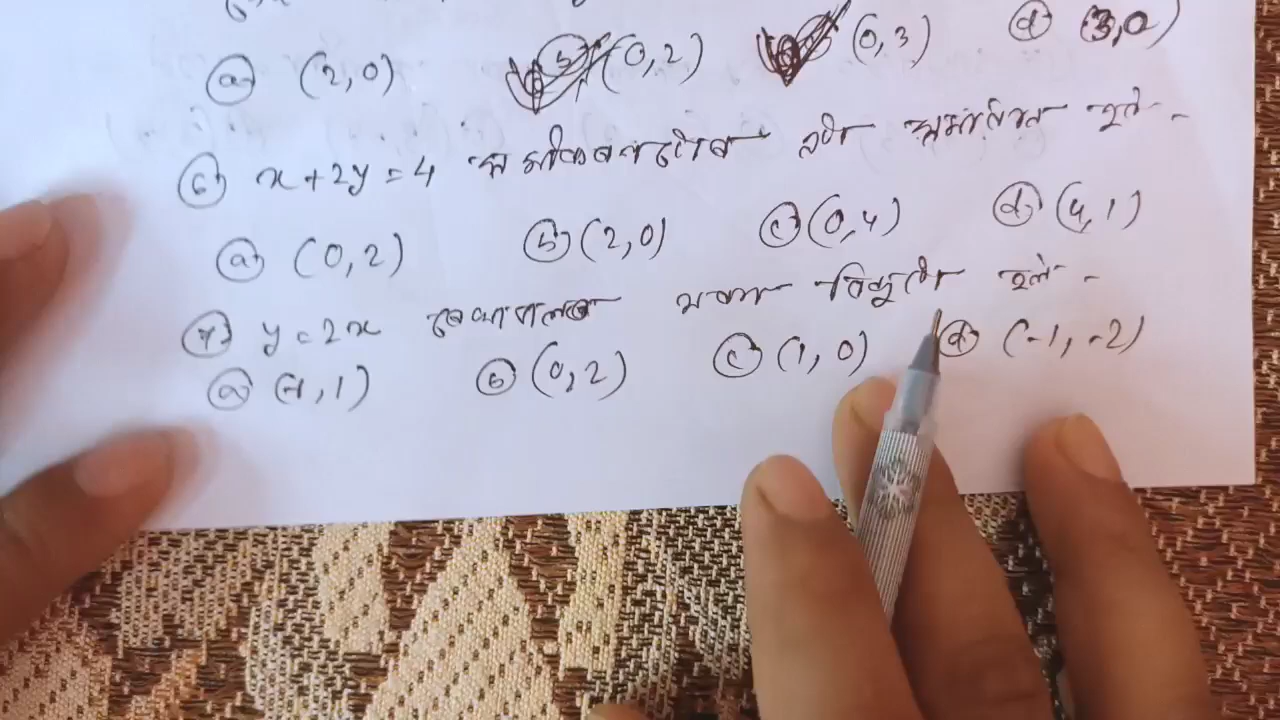 ⓐ (2,0) ⓑ (0,2) (0,3) ⓓ (3,0)
⑥ x+2y=4 সমীকৰণটোৰ এটা সমাধান হ'ল -
ⓐ (0,2) ⓑ (2,0) ⓒ (0,4) ⓓ (4,1)
⑦ y=2x ৰেখাডালৰ ওপৰৰ বিন্দুটো হ'ল -
ⓐ (-1,1) ⓑ (0,2) ⓒ (1,0) ⓓ (-1,-2)